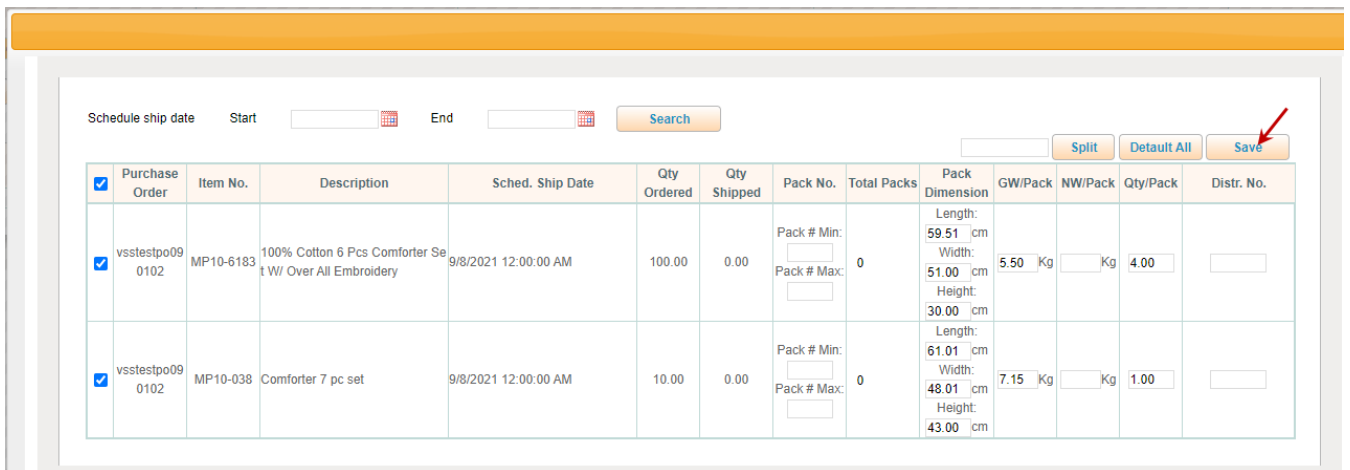 Schedule ship date Start End Search
Split Detault All Save
Purchase Order Item No. Description Sched. Ship Date Qty Ordered Qty Shipped Pack No. Total Packs Pack Dimension GW/Pack NW/Pack Qty/Pack Distr. No.
vsstestpo09
0102
MP10-6183
100% Cotton 6 Pcs Comforter Se
t W/ Over All Embroidery
9/8/2021 12:00:00 AM
100.00
0.00
Pack # Min:
Pack # Max:
0
Length:
59.51 cm
Width:
51.00 cm
Height:
30.00 cm
5.50 Kg
Kg
4.00
vsstestpo09
0102
MP10-038
Comforter 7 pc set
9/8/2021 12:00:00 AM
10.00
0.00
Pack # Min:
Pack # Max:
0
Length:
61.01 cm
Width:
48.01 cm
Height:
43.00 cm
7.15 Kg
Kg
1.00